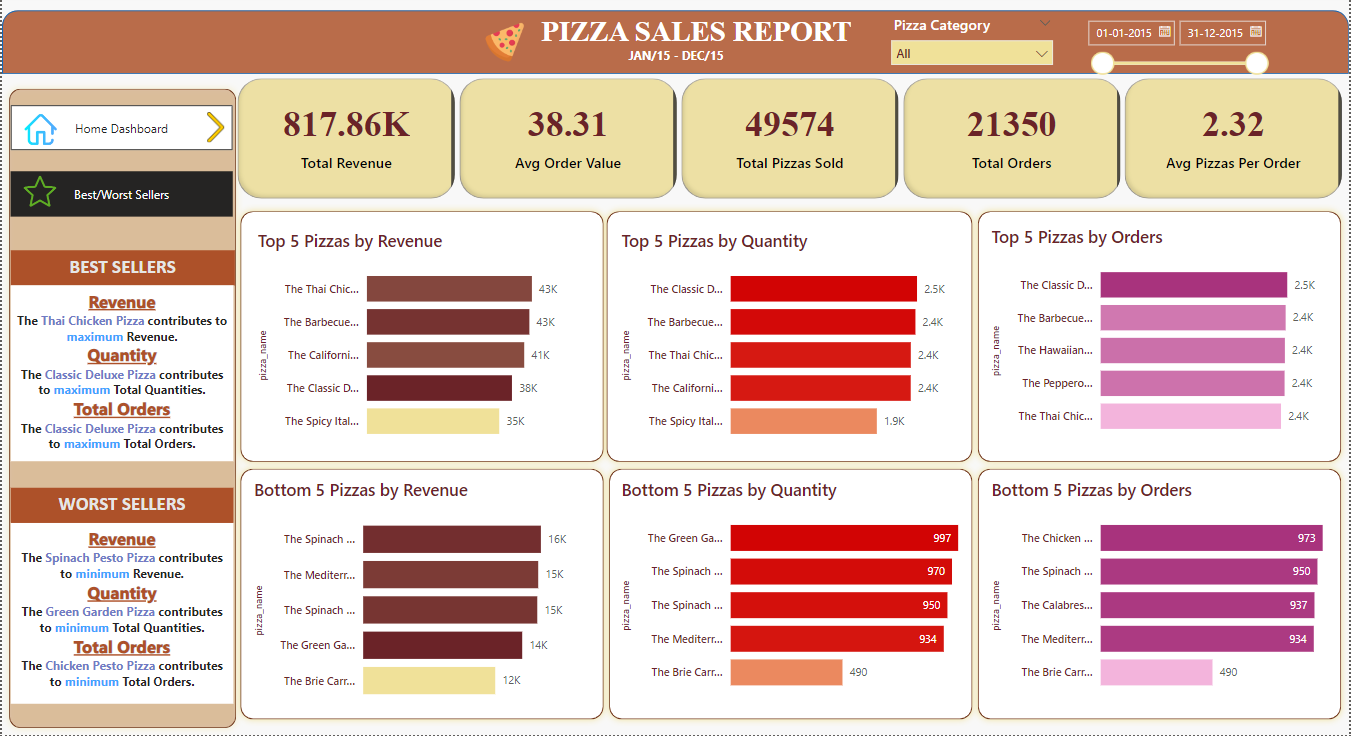 PIZZA SALES REPORT
JAN/15 - DEC/15
Pizza Category
All
01-01-2015
31-12-2015
Home Dashboard
Best/Worst Sellers
817.86K
Total Revenue
38.31
Avg Order Value
49574
Total Pizzas Sold
21350
Total Orders
2.32
Avg Pizzas Per Order
BEST SELLERS
Revenue
The Thai Chicken Pizza contributes to
maximum Revenue.
Quantity
The Classic Deluxe Pizza contributes
to maximum Total Quantities.
Total Orders
The Classic Deluxe Pizza contributes
to maximum Total Orders.
WORST SELLERS
Revenue
The Spinach Pesto Pizza contributes
to minimum Revenue.
Quantity
The Green Garden Pizza contributes
to minimum Total Quantities.
Total Orders
The Chicken Pesto Pizza contributes
to minimum Total Orders.
Top 5 Pizzas by Revenue
pizza_name
The Thai Chic... 43K
The Barbecue... 43K
The Californi... 41K
The Classic D... 38K
The Spicy Ital... 35K
Top 5 Pizzas by Quantity
pizza_name
The Classic D... 2.5K
The Barbecue... 2.4K
The Thai Chic... 2.4K
The Californi... 2.4K
The Spicy Ital... 1.9K
Top 5 Pizzas by Orders
pizza_name
The Classic D... 2.5K
The Barbecue... 2.4K
The Hawaiian... 2.4K
The Peppero... 2.4K
The Thai Chic... 2.4K
Bottom 5 Pizzas by Revenue
pizza_name
The Spinach ... 16K
The Mediterr... 15K
The Spinach ... 15K
The Green Ga... 14K
The Brie Carr... 12K
Bottom 5 Pizzas by Quantity
pizza_name
The Green Ga... 997
The Spinach ... 970
The Spinach ... 950
The Mediterr... 934
The Brie Carr... 490
Bottom 5 Pizzas by Orders
pizza_name
The Chicken ... 973
The Spinach ... 950
The Calabres... 937
The Mediterr... 934
The Brie Carr... 490